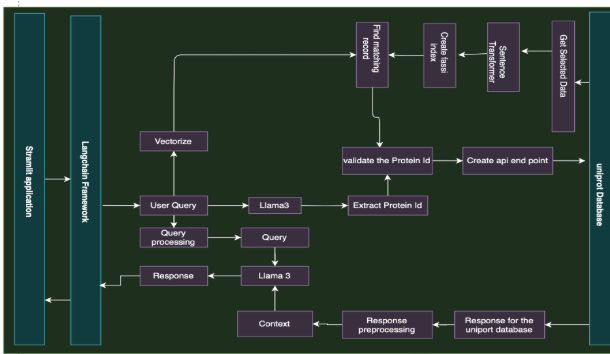 Stramlit application
Langchain Framework
Find matching
record
Create fassi
index
Sentence
Transformer
Get Selected Data
uniprot Database
Vectorize
validate the Protein Id
Create api end point
User Query
Llama3
Extract Protein Id
Query
processing
Query
Response
Llama 3
Context
Response
preprocessing
Response for the
uniport database